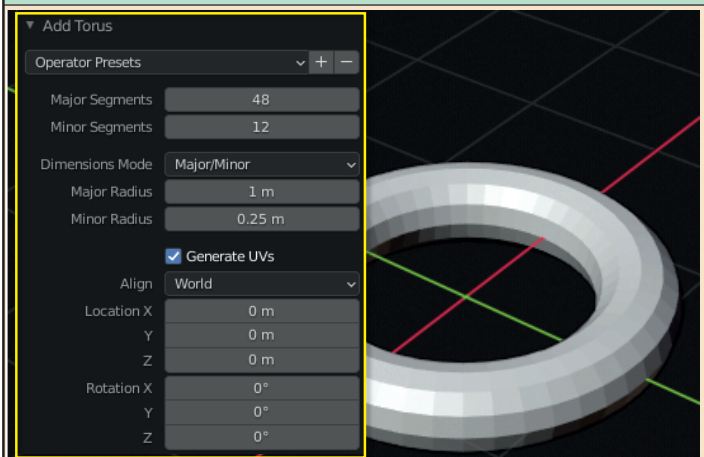 Add Torus
Operator Presets
Major Segments 48
Minor Segments 12
Dimensions Mode Major/Minor
Major Radius 1 m
Minor Radius 0.25 m
Generate UVs
Align World
Location X 0 m
Y 0 m
Z 0 m
Rotation X 0°
Y 0°
Z 0°